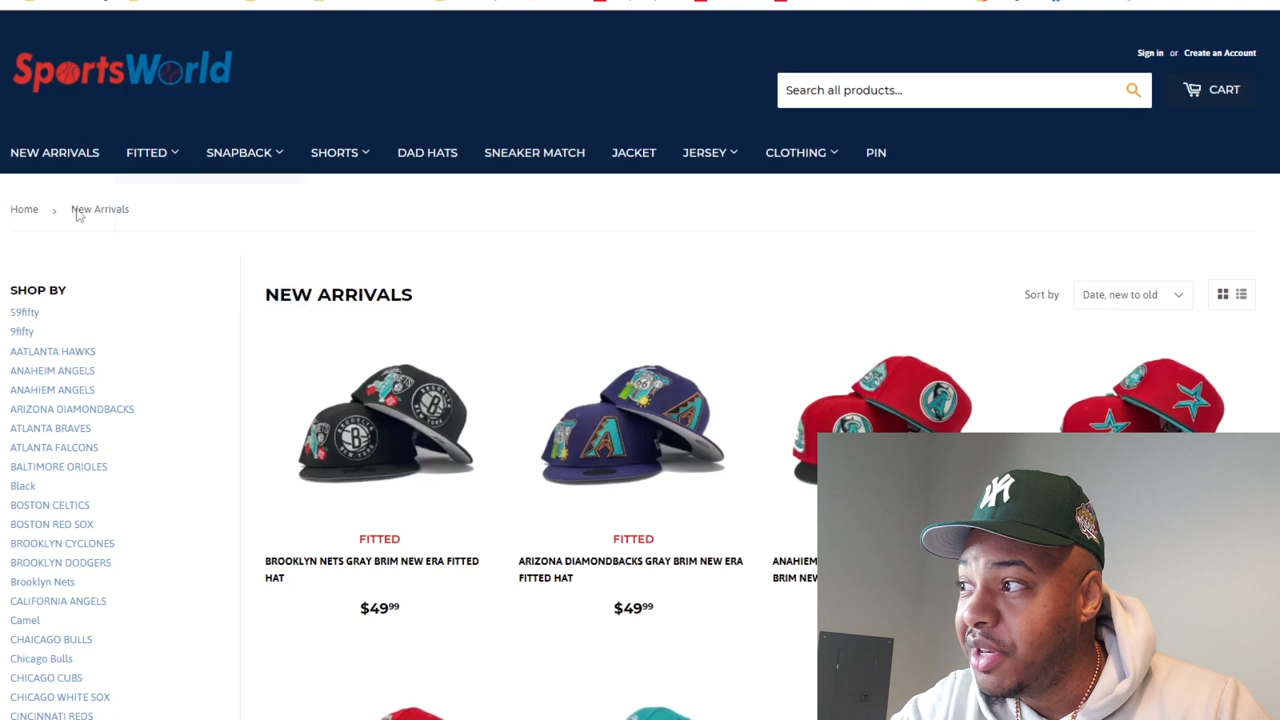 SportsWorld
Sign in or Create an Account
Search all products...
CART
NEW ARRIVALS FITTED SNAPBACK SHORTS DAD HATS SNEAKER MATCH JACKET JERSEY CLOTHING PIN
Home > New Arrivals
SHOP BY
59fifty
9fifty
AATLANTA HAWKS
ANAHEIM ANGELS
ANAHIEM ANGELS
ARIZONA DIAMONDBACKS
ATLANTA BRAVES
ATLANTA FALCONS
BALTIMORE ORIOLES
Black
BOSTON CELTICS
BOSTON RED SOX
BROOKLYN CYCLONES
BROOKLYN DODGERS
Brooklyn Nets
CALIFORNIA ANGELS
Camel
CHAICAGO BULLS
Chicago Bulls
CHICAGO CUBS
CHICAGO WHITE SOX
CINCINNATI REDS
NEW ARRIVALS
Sort by Date, new to old
BROOKLYN
NEW YORK
B
A
FITTED
BROOKLYN NETS GRAY BRIM NEW ERA FITTED
HAT
$49.99
FITTED
ARIZONA DIAMONDBACKS GRAY BRIM NEW ERA
FITTED HAT
$49.99
ANAHEIM
BRIM NEW
NY